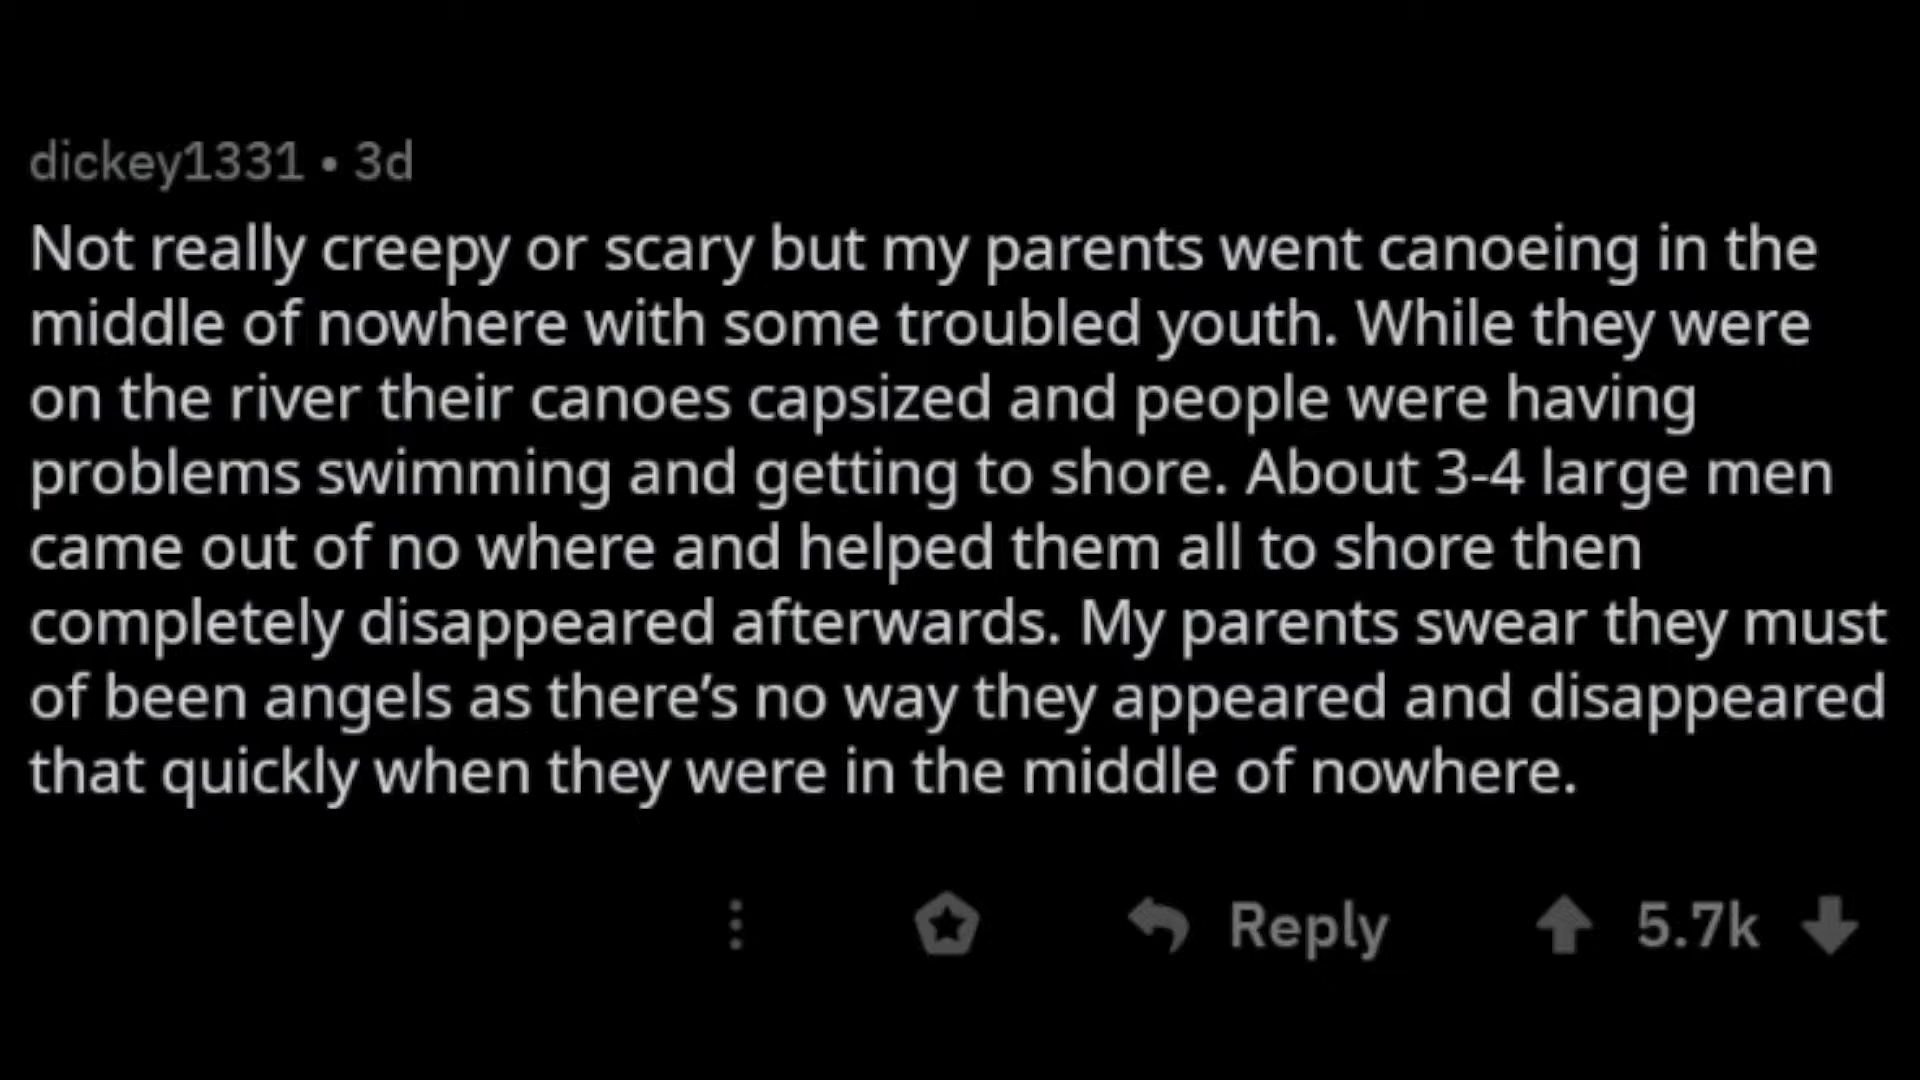 dickey1331 • 3d
Not really creepy or scary but my parents went canoeing in the
middle of nowhere with some troubled youth. While they were
on the river their canoes capsized and people were having
problems swimming and getting to shore. About 3-4 large men
came out of no where and helped them all to shore then
completely disappeared afterwards. My parents swear they must
of been angels as there’s no way they appeared and disappeared
that quickly when they were in the middle of nowhere.
Reply 5.7k